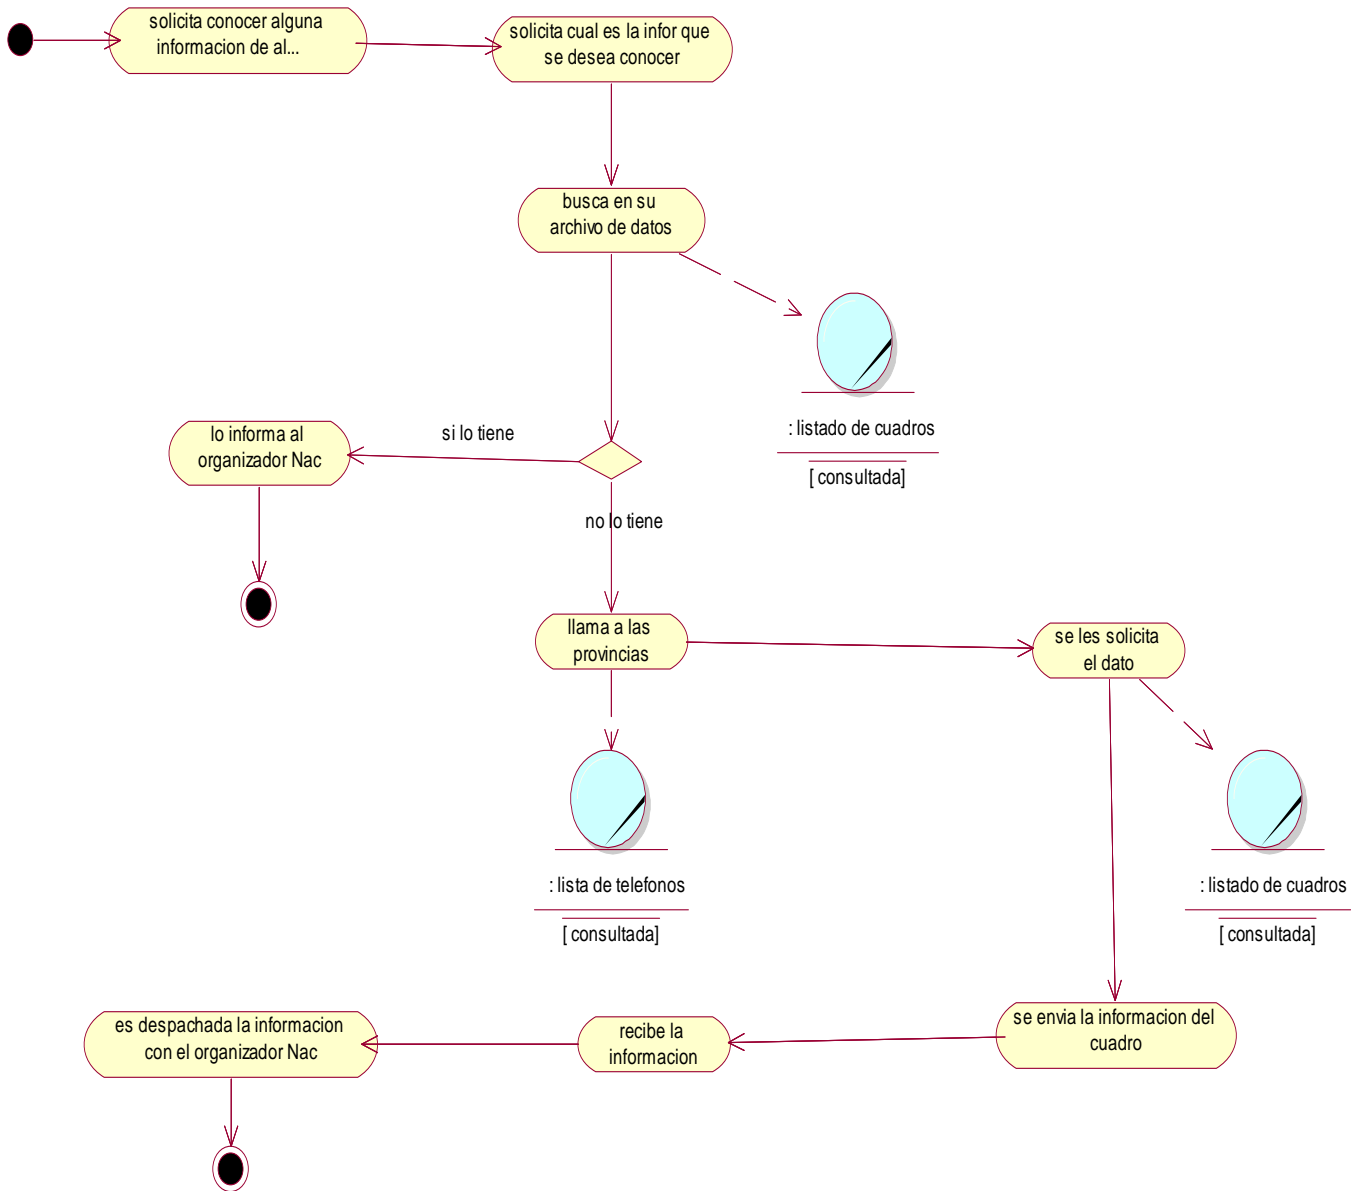 solicita conocer alguna
informacion de al...
solicita cual es la infor que
se desea conocer
busca en su
archivo de datos
: listado de cuadros
[ consultada]
si lo tiene
lo informa al
organizador Nac
no lo tiene
llama a las
provincias
se les solicita
el dato
: lista de telefonos
[ consultada]
: listado de cuadros
[ consultada]
se envia la informacion del
cuadro
recibe la
informacion
es despachada la informacion
con el organizador Nac